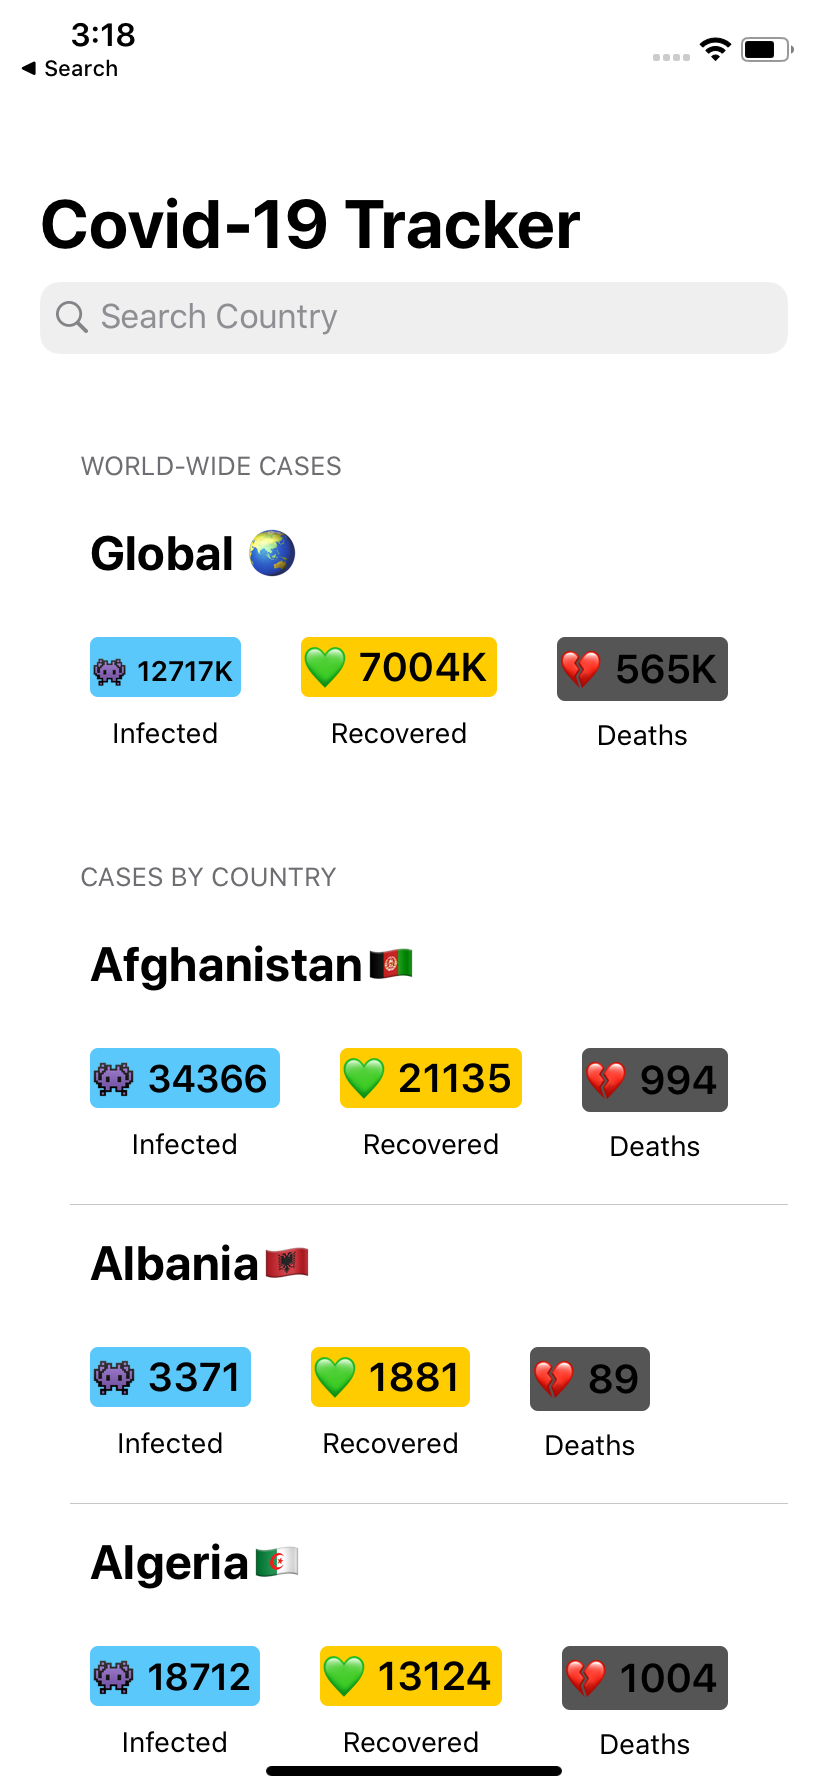 3:18
◀ Search
Covid-19 Tracker
Search Country
WORLD-WIDE CASES
Global 🌏
👾 12717K 💚 7004K 💔 565K
Infected Recovered Deaths
CASES BY COUNTRY
Afghanistan🇦🇫
👾 34366 💚 21135 💔 994
Infected Recovered Deaths
Albania🇦🇱
👾 3371 💚 1881 💔 89
Infected Recovered Deaths
Algeria🇩🇿
👾 18712 💚 13124 💔 1004
Infected Recovered Deaths